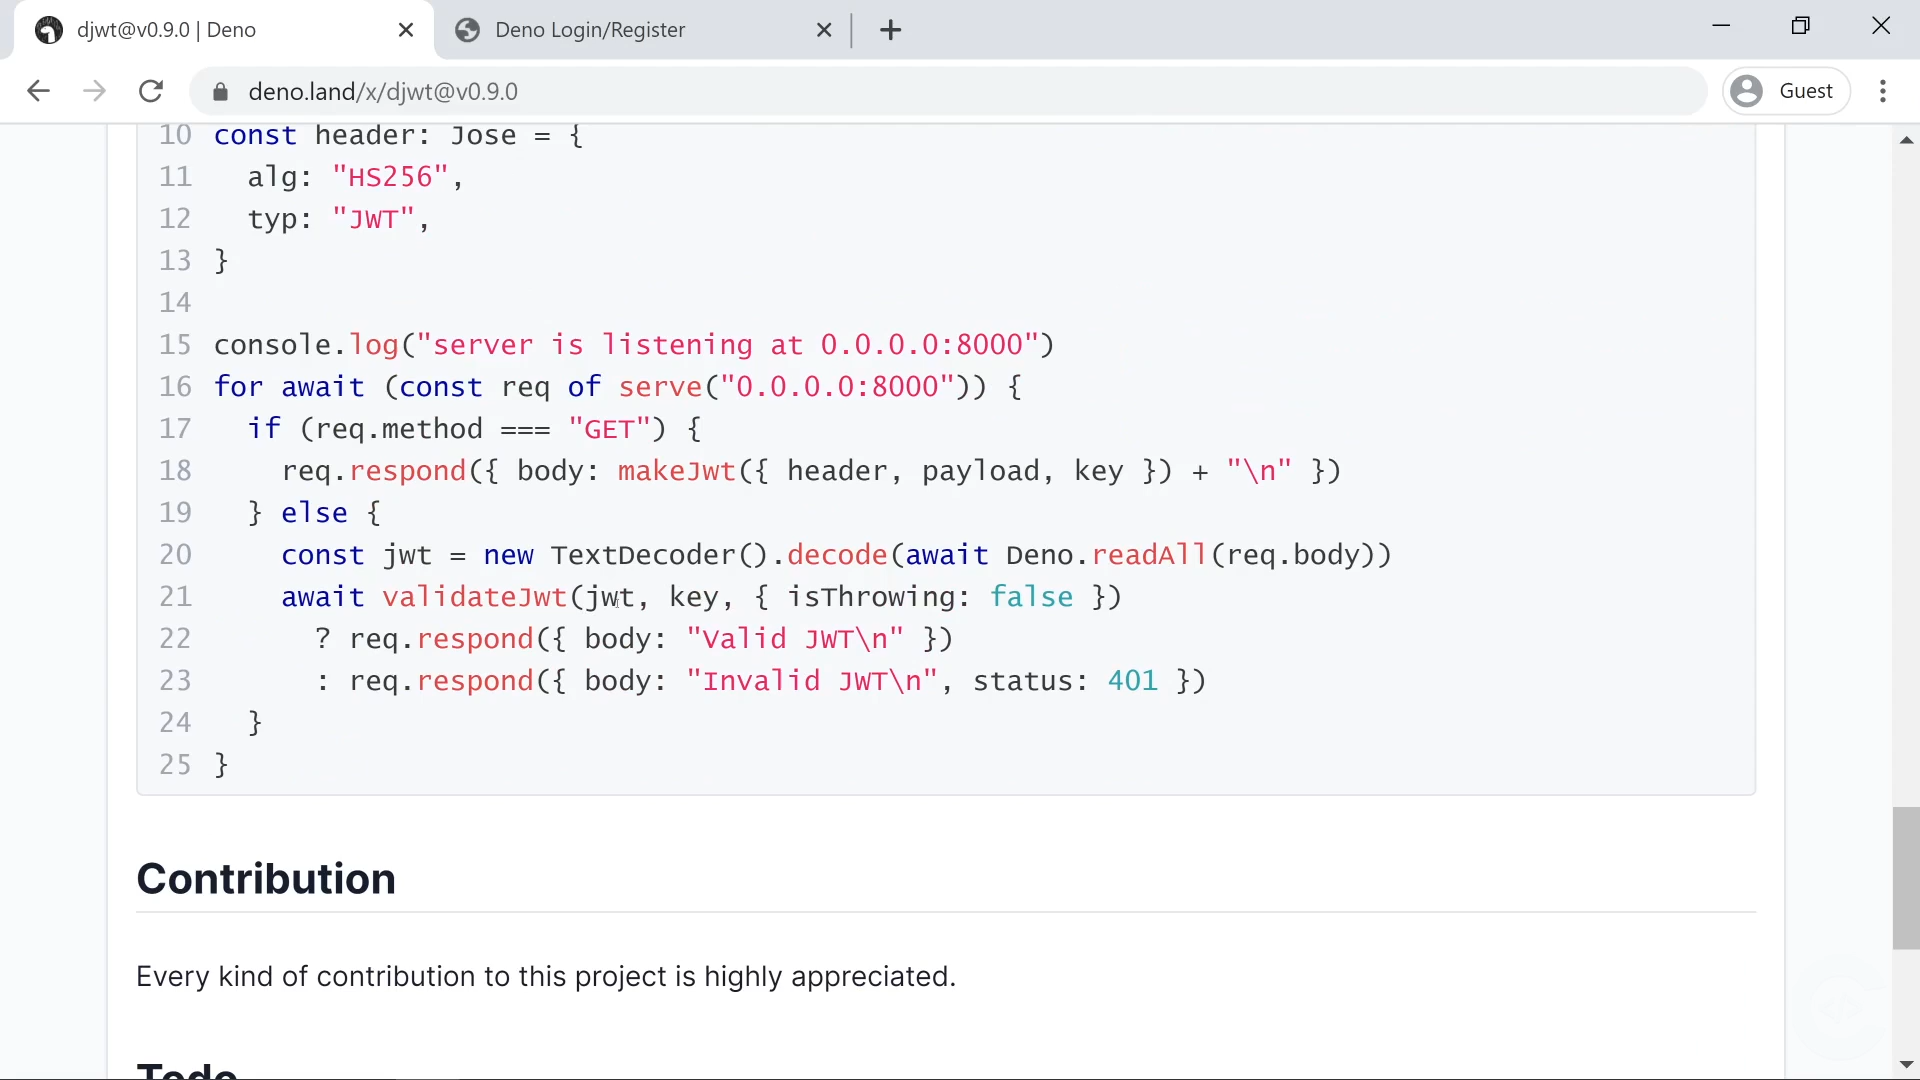 djwt@v0.9.0 | Deno
Deno Login/Register
deno.land/x/djwt@v0.9.0
Guest
10 const header: Jose = {
11   alg: "HS256",
12   typ: "JWT",
13 }
14
15 console.log("server is listening at 0.0.0.0:8000")
16 for await (const req of serve("0.0.0.0:8000")) {
17   if (req.method === "GET") {
18     req.respond({ body: makeJwt({ header, payload, key }) + "\n" })
19   } else {
20     const jwt = new TextDecoder().decode(await Deno.readAll(req.body))
21     await validateJwt(jwt, key, { isThrowing: false })
22       ? req.respond({ body: "Valid JWT\n" })
23       : req.respond({ body: "Invalid JWT\n", status: 401 })
24   }
25 }
Contribution
Every kind of contribution to this project is highly appreciated.
Todo